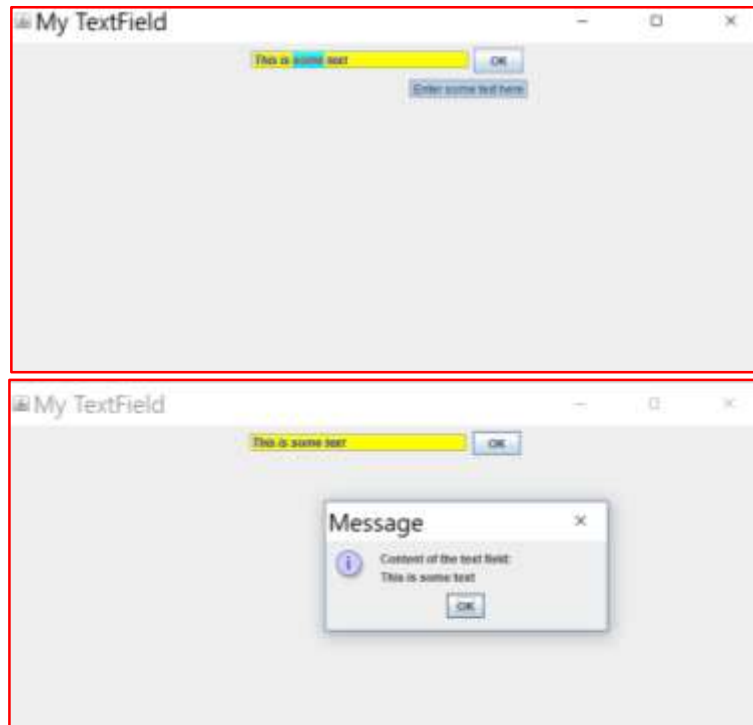 My TextField
This is some text OK
Enter some text here
My TextField
This is some text OK
Message
Content of the text field:
This is some text
OK